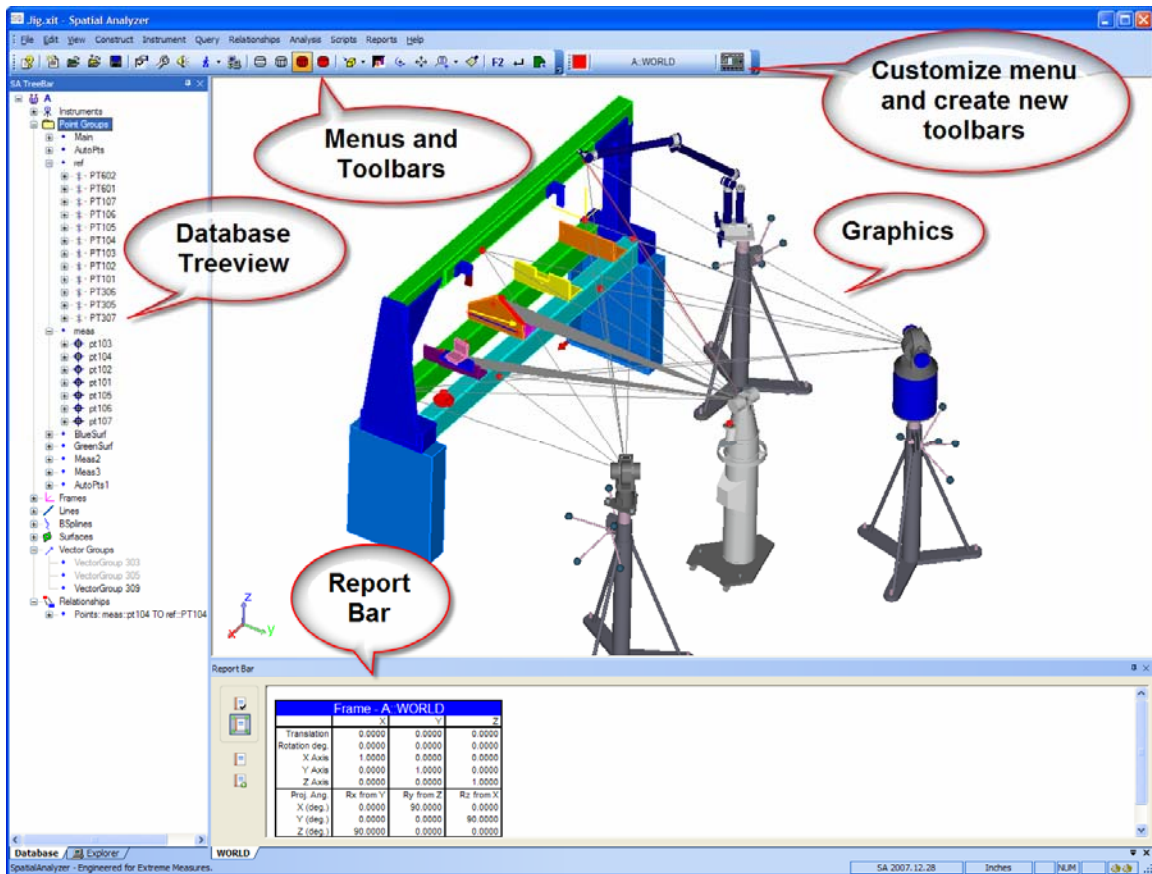 Jig.xit - Spatial Analyzer
File Edit View Construct Instrument Query Relationships Analysis Scripts Reports Help
F2
A::WORLD
SA TreeBar
A
Instruments
Point Groups
Main
AutoPts
ref
PT602
PT601
PT107
PT106
PT105
PT104
PT103
PT102
PT101
PT306
PT305
PT307
meas
pt103
pt104
pt102
pt101
pt105
pt106
pt107
BlueSurf
GreenSurf
Meas2
Meas3
AutoPts1
Frames
Lines
BSplines
Surfaces
Vector Groups
VectorGroup 303
VectorGroup 305
VectorGroup 309
Relationships
Points: meas::pt104 TO ref::PT104
Database Explorer
Menus and
Toolbars
Customize menu
and create new
toolbars
Database
Treeview
Graphics
Report
Bar
z
x
y
Report Bar
Frame - A::WORLD
X Y Z
Translation 0.0000 0.0000 0.0000
Rotation deg. 0.0000 0.0000 0.0000
X Axis 1.0000 0.0000 0.0000
Y Axis 0.0000 1.0000 0.0000
Z Axis 0.0000 0.0000 1.0000
Proj. Ang. Rx from Y Ry from Z Rz from X
X (deg.) 0.0000 90.0000 0.0000
Y (deg.) 0.0000 0.0000 90.0000
Z (deg.) 90.0000 0.0000 0.0000
WORLD
SpatialAnalyzer - Engineered for Extreme Measures.
SA 2007.12.28
Inches
NUM